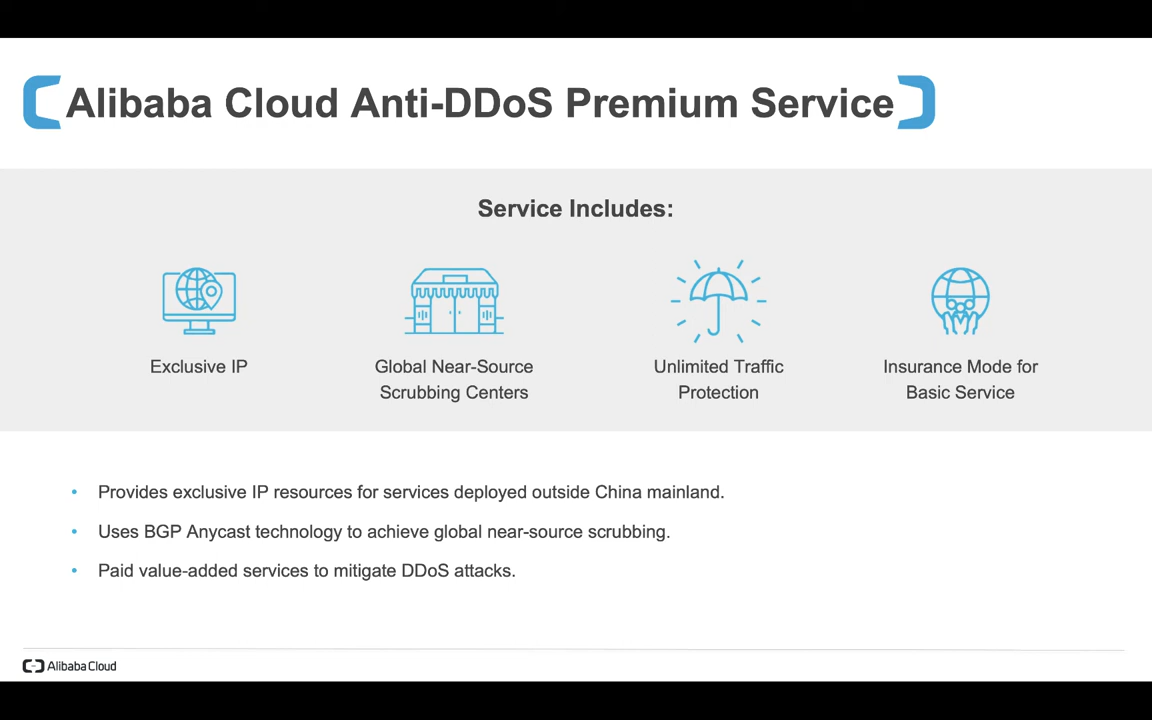 Alibaba Cloud Anti-DDoS Premium Service
Service Includes:
Exclusive IP
Global Near-Source
Scrubbing Centers
Unlimited Traffic
Protection
Insurance Mode for
Basic Service
• Provides exclusive IP resources for services deployed outside China mainland.
• Uses BGP Anycast technology to achieve global near-source scrubbing.
• Paid value-added services to mitigate DDoS attacks.
Alibaba Cloud